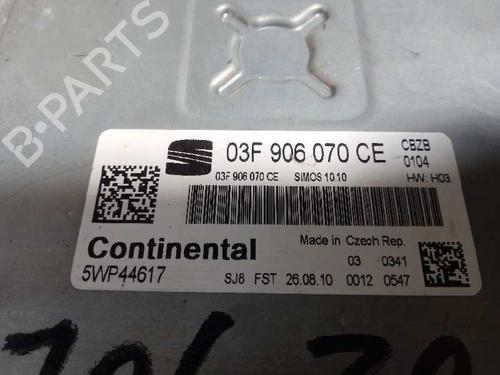 03F 906 070 CE
CBZB
0104
03F 906 070 CE SIMOS 10.10
HW: H03
Continental
Made in Czech Rep.
03 0341
5WP44617
SJ8 FST 26.08.10 0012 0547
B-PARTS